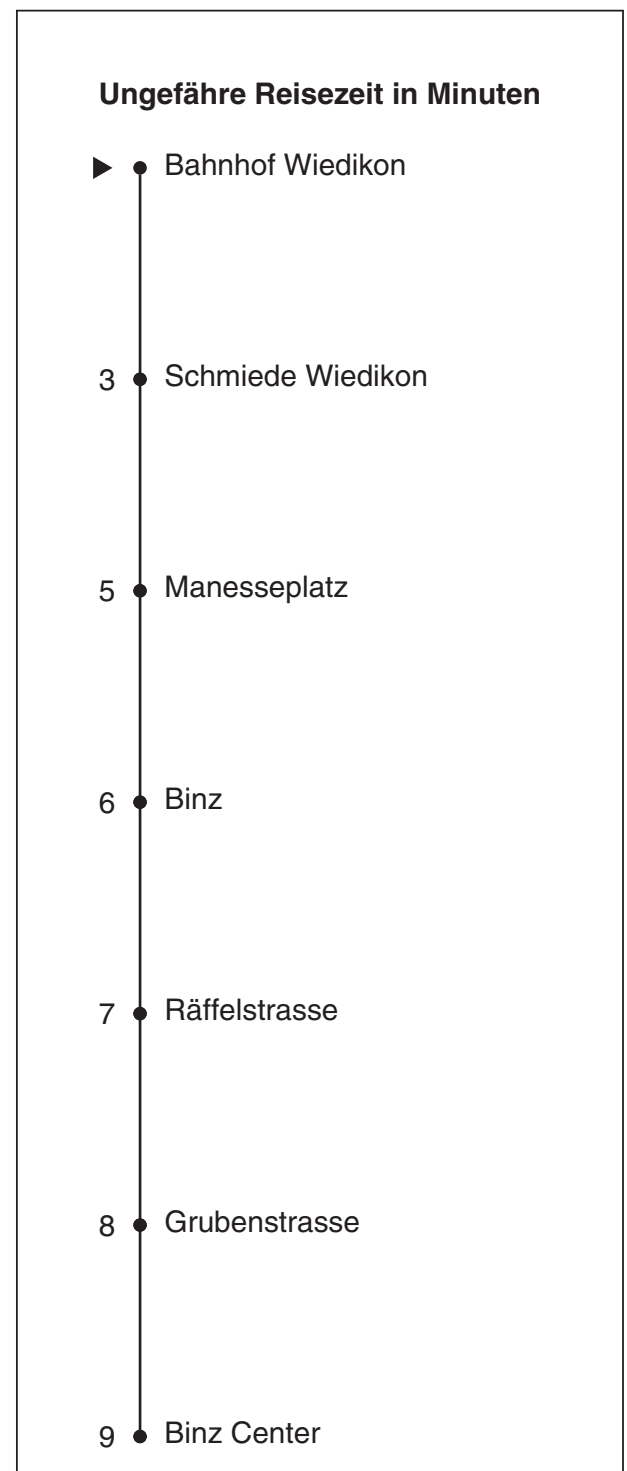 Ungefähre Reisezeit in Minuten
Bahnhof Wiedikon
3 Schmiede Wiedikon
5 Manesseplatz
6 Binz
7 Räffelstrasse
8 Grubenstrasse
9 Binz Center